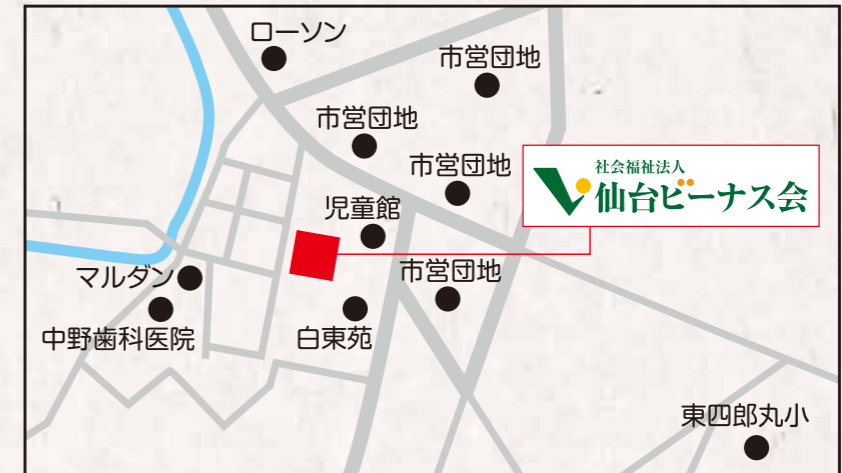 ローソン
市営団地
市営団地
市営団地
社会福祉法人
仙台ビーナス会
児童館
市営団地
マルダン
中野歯科医院
白東苑
東四郎丸小